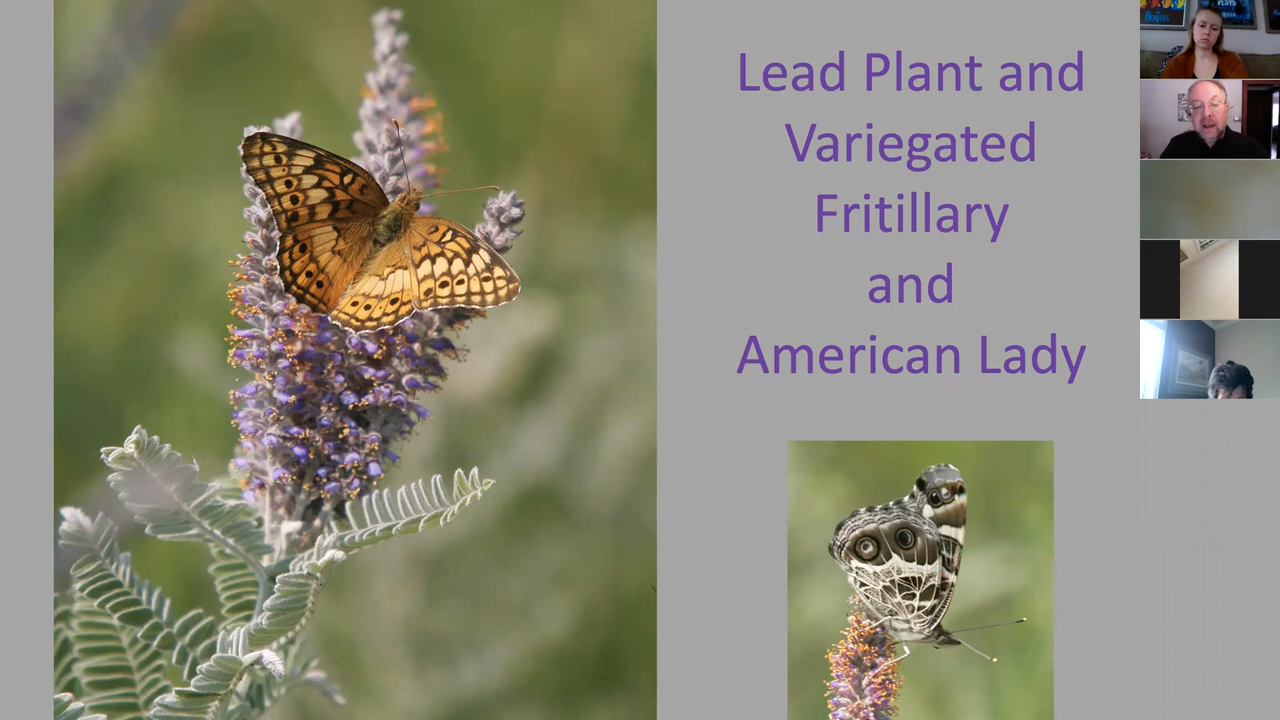 Lead Plant and
Variegated
Fritillary
and
American Lady